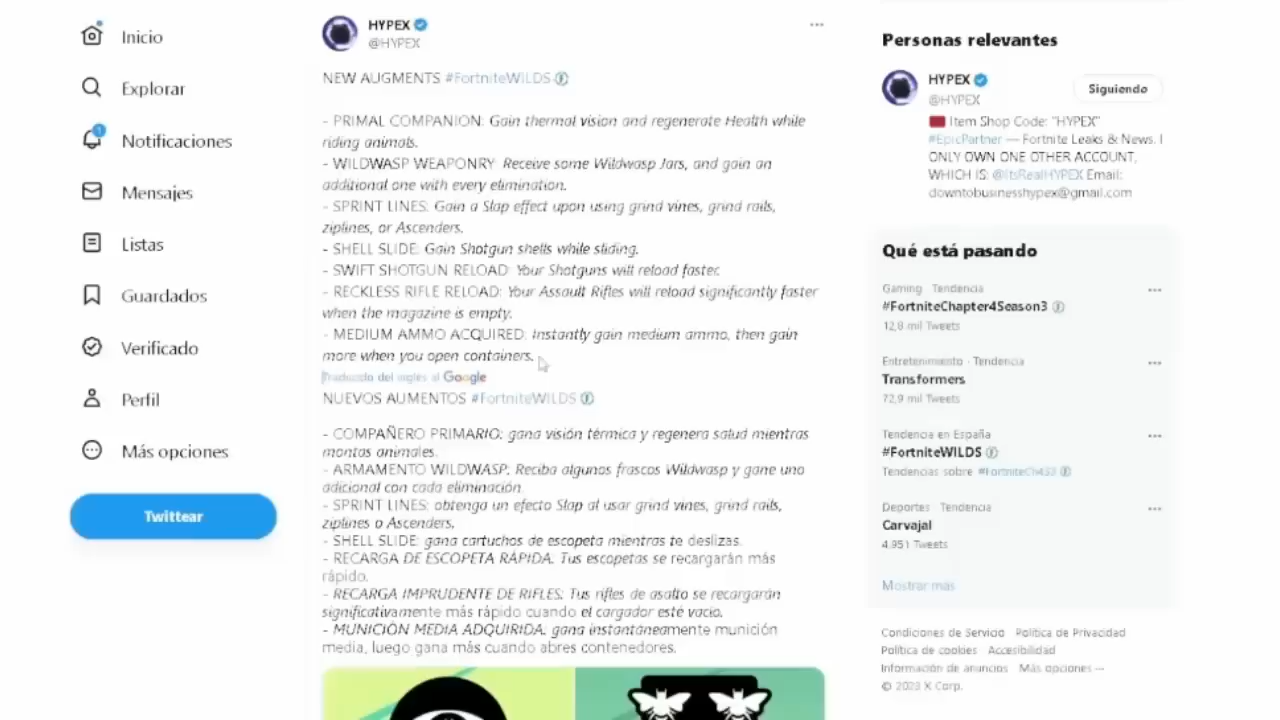 Inicio
Explorar
Notificaciones
1
Mensajes
Listas
Guardados
Verificado
Perfil
Más opciones
Twittear
HYPEX
@HYPEX
NEW AUGMENTS #FortniteWILDS
- PRIMAL COMPANION: Gain thermal vision and regenerate Health while
riding animals.
- WILDWASP WEAPONRY: Receive some Wildwasp Jars, and gain an
additional one with every elimination.
- SPRINT LINES: Gain a Slap effect upon using grind vines, grind rails,
ziplines, or Ascenders.
- SHELL SLIDE: Gain Shotgun shells while sliding.
- SWIFT SHOTGUN RELOAD: Your Shotguns will reload faster.
- RECKLESS RIFLE RELOAD: Your Assault Rifles will reload significantly faster
when the magazine is empty.
- MEDIUM AMMO ACQUIRED: Instantly gain medium ammo, then gain
more when you open containers.
Traducido del inglés al Google
NUEVOS AUMENTOS #FortniteWILDS
- COMPAÑERO PRIMARIO: gana visión térmica y regenera salud mientras
montas animales.
- ARMAMENTO WILDWASP: Reciba algunos frascos Wildwasp y gane uno
adicional con cada eliminación.
- SPRINT LINES: obtenga un efecto Slap al usar grind vines, grind rails,
ziplines o Ascenders.
- SHELL SLIDE: gana cartuchos de escopeta mientras te deslizas.
- RECARGA DE ESCOPETA RÁPIDA: Tus escopetas se recargarán más
rápido.
- RECARGA IMPRUDENTE DE RIFLES: Tus rifles de asalto se recargarán
significativamente más rápido cuando el cargador esté vacío.
- MUNICIÓN MEDIA ADQUIRIDA: gana instantáneamente munición
media, luego gana más cuando abres contenedores.
Personas relevantes
HYPEX
@HYPEX
Siguiendo
Item Shop Code: "HYPEX"
#EpicPartner — Fortnite Leaks & News. I
ONLY OWN ONE OTHER ACCOUNT,
WHICH IS: @ItsRealHYPEX Email:
downtobusinesshypex@gmail.com
Qué está pasando
Gaming · Tendencia
#FortniteChapter4Season3
12,8 mil Tweets
Entretenimiento · Tendencia
Transformers
72,9 mil Tweets
Tendencia en España
#FortniteWILDS
Tendencias sobre #FortniteCh4S3
Deportes · Tendencia
Carvajal
4.951 Tweets
Mostrar más
Condiciones de Servicio Política de Privacidad
Política de cookies Accesibilidad
Información de anuncios Más opciones ···
© 2023 X Corp.